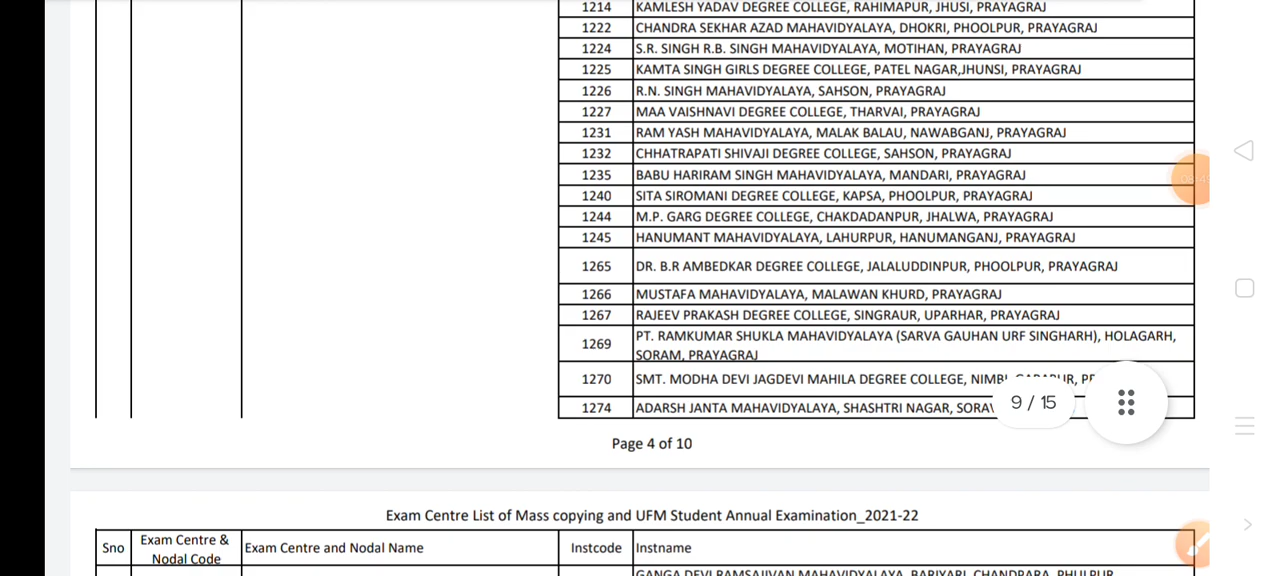 1214 KAMLESH YADAV DEGREE COLLEGE, RAHIMAPUR, JHUSI, PRAYAGRAJ
1222 CHANDRA SEKHAR AZAD MAHAVIDYALAYA, DHOKRI, PHOOLPUR, PRAYAGRAJ
1224 S.R. SINGH R.B. SINGH MAHAVIDYALAYA, MOTIHAN, PRAYAGRAJ
1225 KAMTA SINGH GIRLS DEGREE COLLEGE, PATEL NAGAR,JHUNSI, PRAYAGRAJ
1226 R.N. SINGH MAHAVIDYALAYA, SAHSON, PRAYAGRAJ
1227 MAA VAISHNAVI DEGREE COLLEGE, THARVAI, PRAYAGRAJ
1231 RAM YASH MAHAVIDYALAYA, MALAK BALAU, NAWABGANJ, PRAYAGRAJ
1232 CHHATRAPATI SHIVAJI DEGREE COLLEGE, SAHSON, PRAYAGRAJ
1235 BABU HARIRAM SINGH MAHAVIDYALAYA, MANDARI, PRAYAGRAJ
1240 SITA SIROMANI DEGREE COLLEGE, KAPSA, PHOOLPUR, PRAYAGRAJ
1244 M.P. GARG DEGREE COLLEGE, CHAKDADANPUR, JHALWA, PRAYAGRAJ
1245 HANUMANT MAHAVIDYALAYA, LAHURPUR, HANUMANGANJ, PRAYAGRAJ
1265 DR. B.R AMBEDKAR DEGREE COLLEGE, JALALUDDINPUR, PHOOLPUR, PRAYAGRAJ
1266 MUSTAFA MAHAVIDYALAYA, MALAWAN KHURD, PRAYAGRAJ
1267 RAJEEV PRAKASH DEGREE COLLEGE, SINGRAUR, UPARHAR, PRAYAGRAJ
1269 PT. RAMKUMAR SHUKLA MAHAVIDYALAYA (SARVA GAUHAN URF SINGHARH), HOLAGARH,
SORAM, PRAYAGRAJ
1270 SMT. MODHA DEVI JAGDEVI MAHILA DEGREE COLLEGE,
1274 ADARSH JANTA MAHAVIDYALAYA, SHASHTRI NAGAR,
9 / 15
Page 4 of 10
Exam Centre List of Mass copying and UFM Student Annual Examination_2021-22
Sno Exam Centre & Nodal Code Exam Centre and Nodal Name Instcode Instname
GANGA DEVI RAMSAJIVAN MAHAVIDYALAYA, BARIYARI, CHANDPARA, PHULPUR